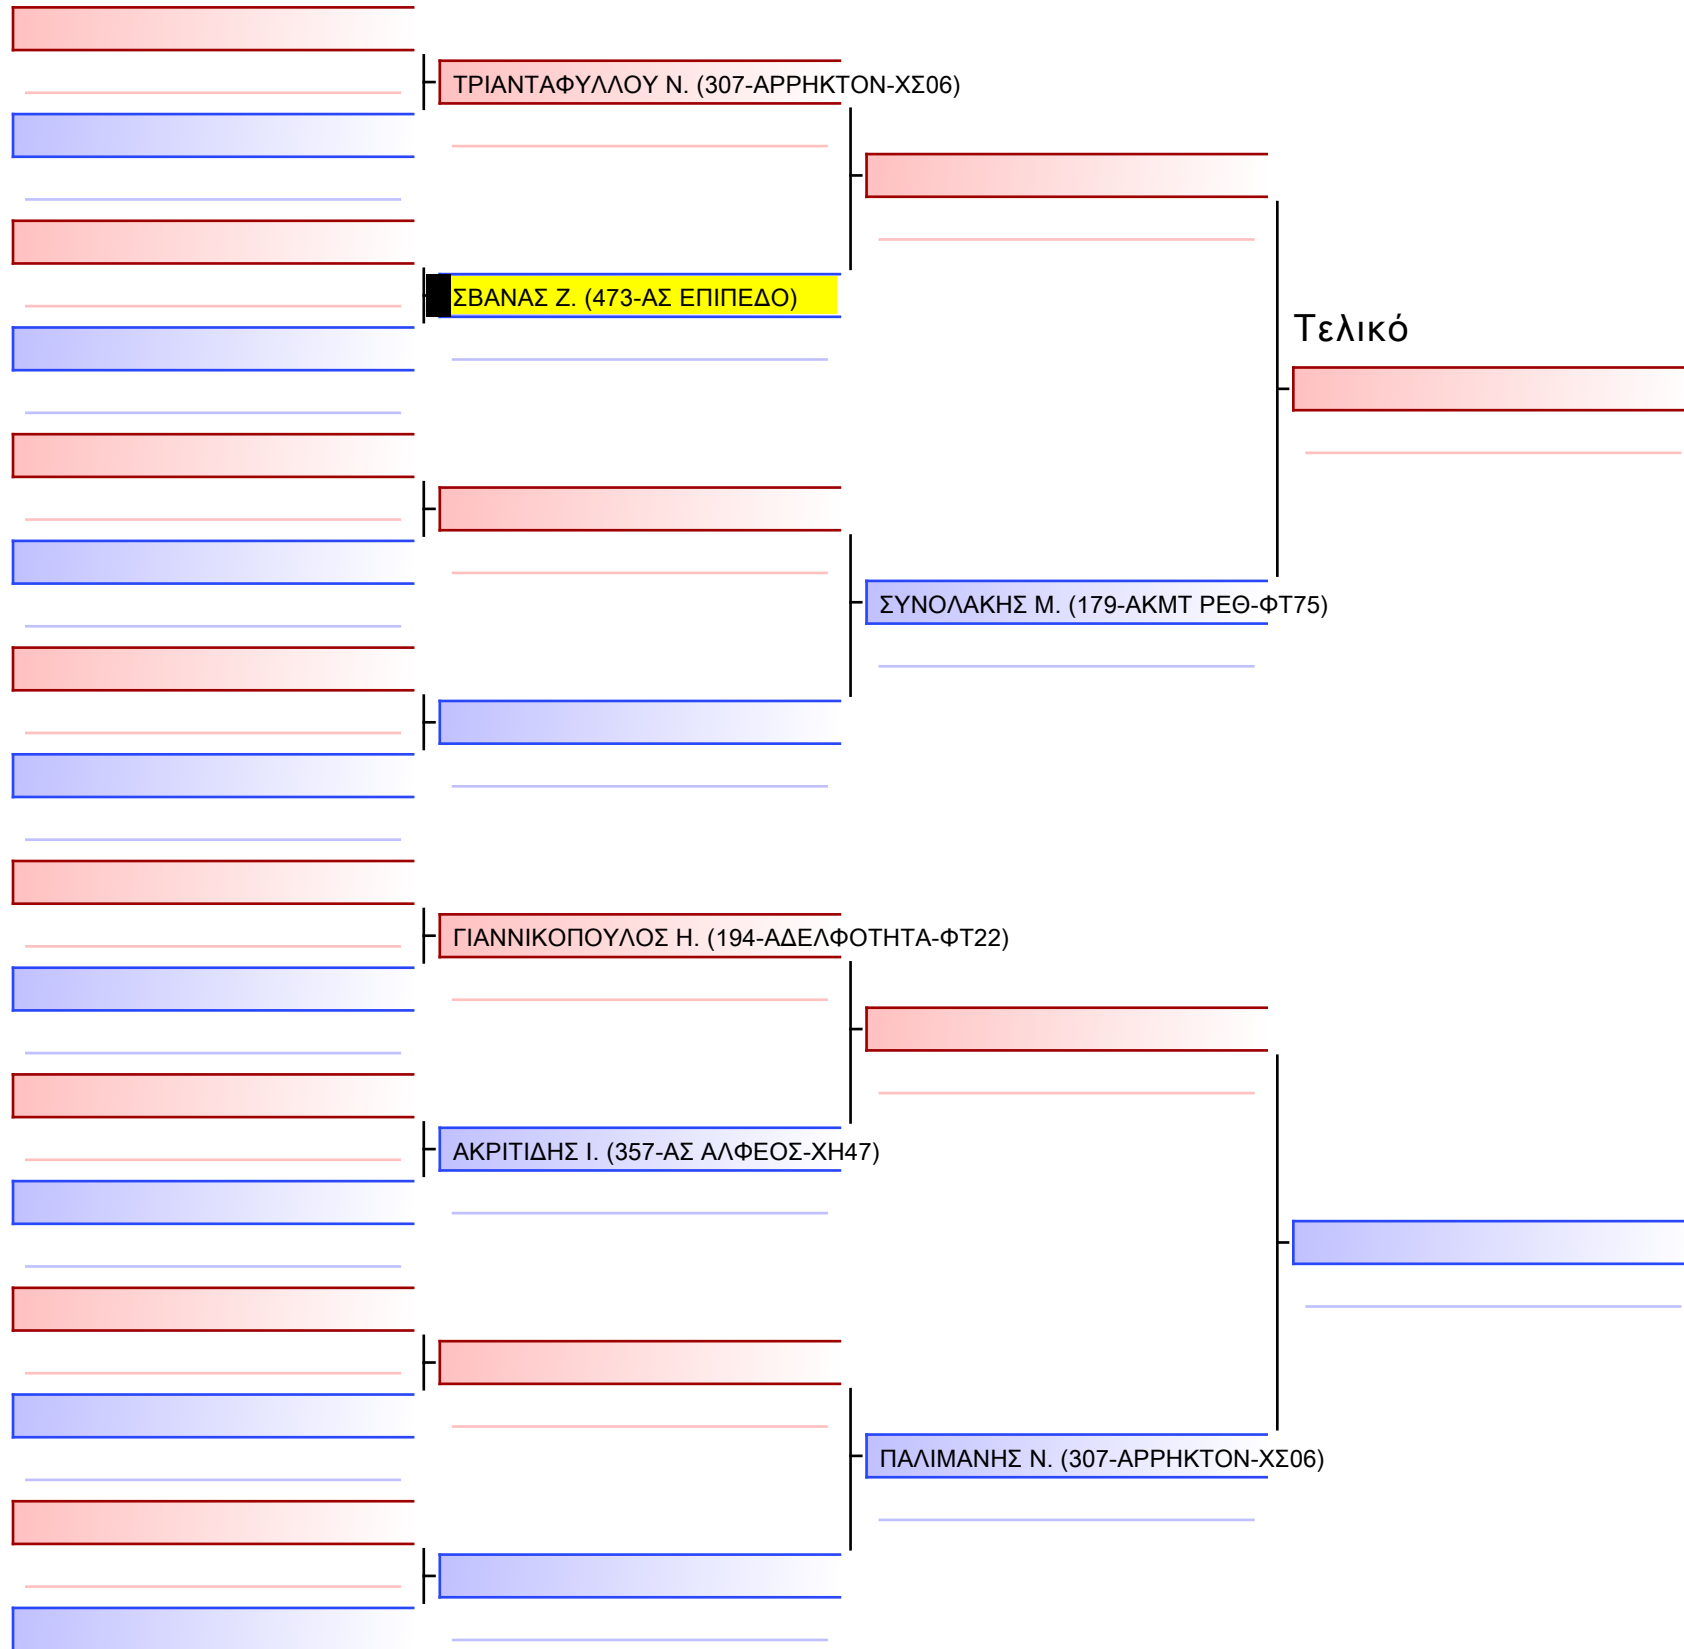 ΤΡΙΑΝΤΑΦΥΛΛΟΥ Ν. (307-ΑΡΡΗΚΤΟΝ-ΧΣ06)
ΣΒΑΝΑΣ Ζ. (473-ΑΣ ΕΠΙΠΕΔΟ)
Τελικό
ΣΥΝΟΛΑΚΗΣ Μ. (179-ΑΚΜΤ ΡΕΘ-ΦΤ75)
ΓΙΑΝΝΙΚΟΠΟΥΛΟΣ Η. (194-ΑΔΕΛΦΟΤΗΤΑ-ΦΤ22)
ΑΚΡΙΤΙΔΗΣ Ι. (357-ΑΣ ΑΛΦΕΟΣ-ΧΗ47)
ΠΑΛΙΜΑΝΗΣ Ν. (307-ΑΡΡΗΚΤΟΝ-ΧΣ06)